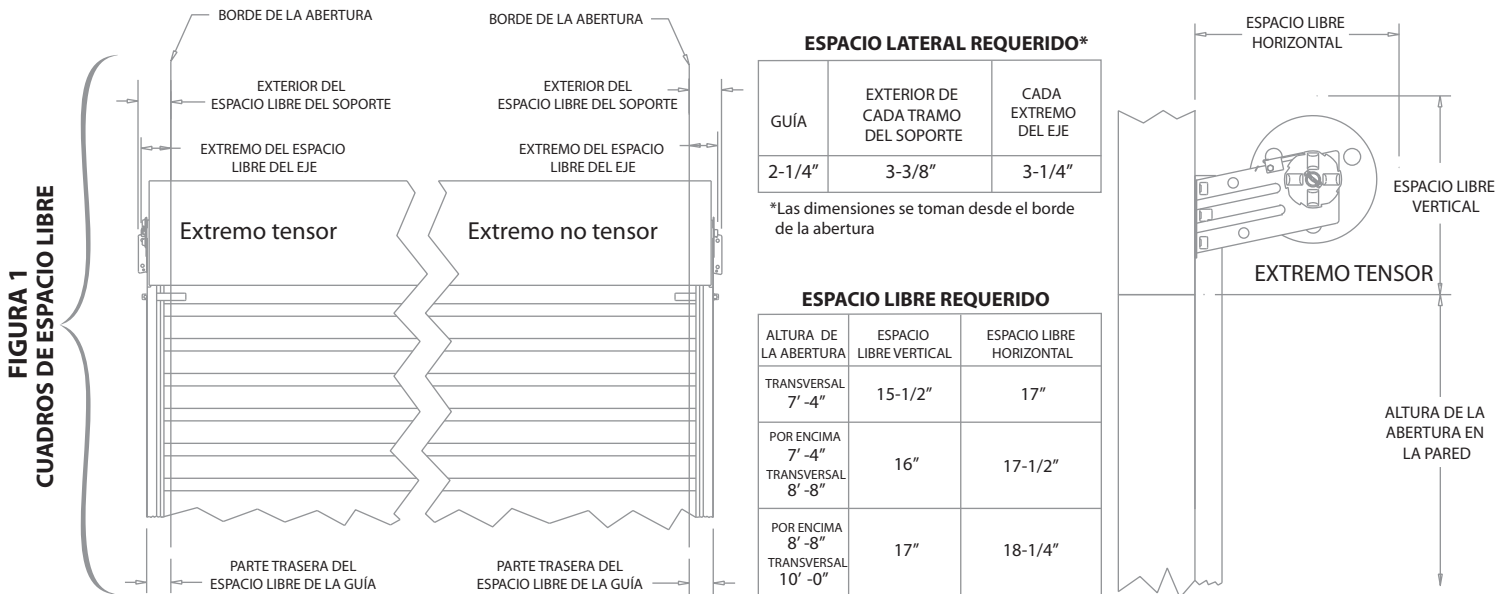 FIGURA 1
CUADROS DE ESPACIO LIBRE
BORDE DE LA ABERTURA
BORDE DE LA ABERTURA
EXTERIOR DEL
ESPACIO LIBRE DEL SOPORTE
EXTERIOR DEL
ESPACIO LIBRE DEL SOPORTE
EXTREMO DEL ESPACIO
LIBRE DEL EJE
EXTREMO DEL ESPACIO
LIBRE DEL EJE
Extremo tensor
Extremo no tensor
PARTE TRASERA DEL
ESPACIO LIBRE DE LA GUÍA
PARTE TRASERA DEL
ESPACIO LIBRE DE LA GUÍA
ESPACIO LATERAL REQUERIDO*
GUÍA
EXTERIOR DE
CADA TRAMO
DEL SOPORTE
CADA
EXTREMO
DEL EJE
2-1/4”
3-3/8”
3-1/4”
*Las dimensiones se toman desde el borde
de la abertura
ESPACIO LIBRE REQUERIDO
ALTURA DE
LA ABERTURA
ESPACIO
LIBRE VERTICAL
ESPACIO LIBRE
HORIZONTAL
TRANSVERSAL
7’ -4”
15-1/2”
17”
POR ENCIMA
7’ -4”
TRANSVERSAL
8’ -8”
16”
17-1/2”
POR ENCIMA
8’ -8”
TRANSVERSAL
10’ -0”
17”
18-1/4”
ESPACIO LIBRE
HORIZONTAL
ESPACIO LIBRE
VERTICAL
EXTREMO TENSOR
ALTURA DE LA
ABERTURA EN
LA PARED